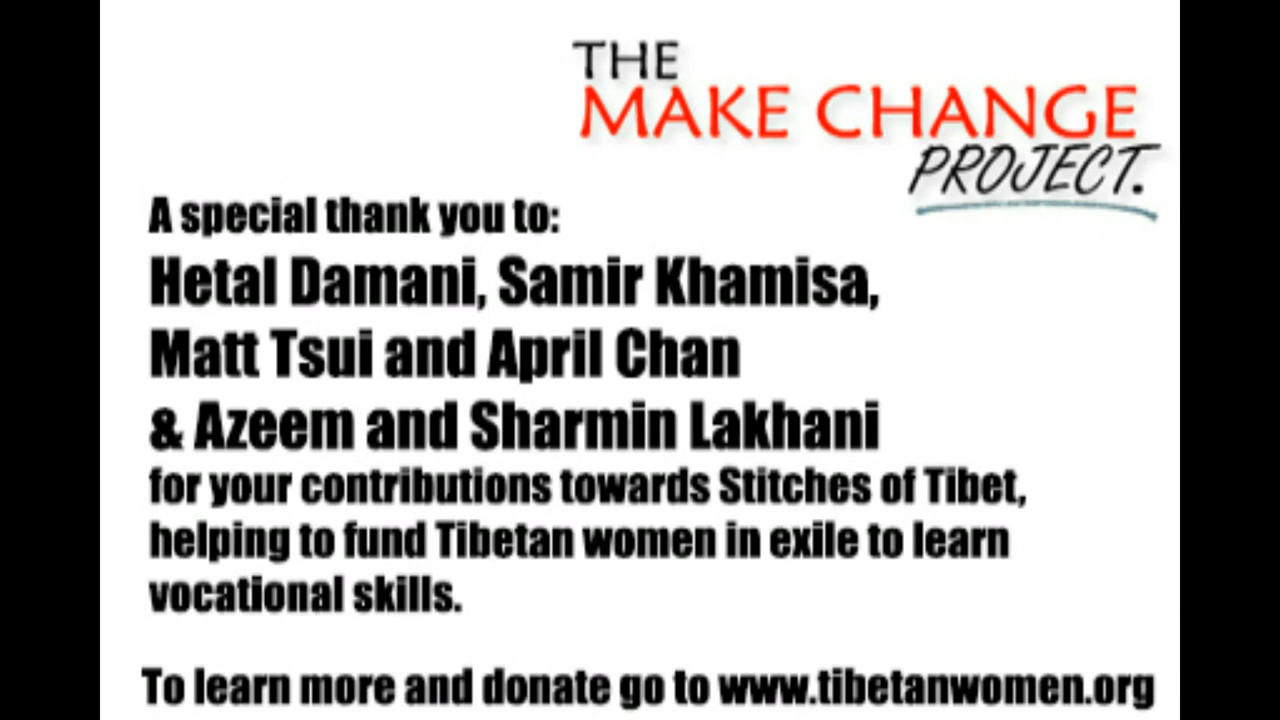 THE
MAKE CHANGE
PROJECT.
A special thank you to:
Hetal Damani, Samir Khamisa,
Matt Tsui and April Chan
& Azeem and Sharmin Lakhani
for your contributions towards Stitches of Tibet,
helping to fund Tibetan women in exile to learn
vocational skills.
To learn more and donate go to www.tibetanwomen.org